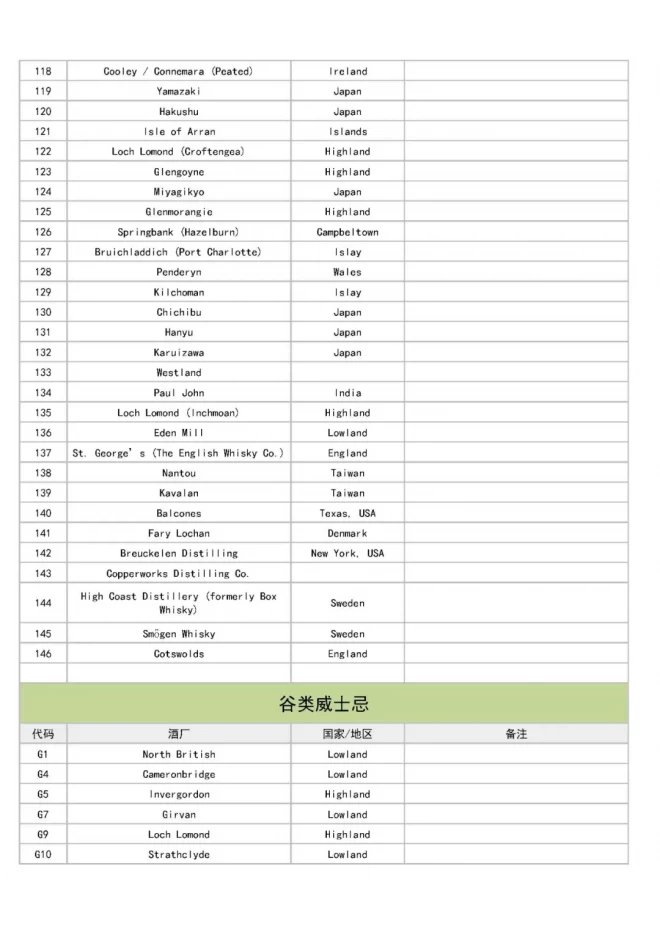 118 Cooley / Connemara (Peated) Ireland
119 Yamazaki Japan
120 Hakushu Japan
121 Isle of Arran Islands
122 Loch Lomond (Croftengea) Highland
123 Glengoyne Highland
124 Miyagikyo Japan
125 Glenmorangie Highland
126 Springbank (Hazelburn) Campbeltown
127 Bruichladdich (Port Charlotte) Islay
128 Penderyn Wales
129 Kilchoman Islay
130 Chichibu Japan
131 Hanyu Japan
132 Karuizawa Japan
133 Westland
134 Paul John India
135 Loch Lomond (Inchmoan) Highland
136 Eden Mill Lowland
137 St. George’s (The English Whisky Co.) England
138 Nantou Taiwan
139 Kavalan Taiwan
140 Balcones Texas, USA
141 Fary Lochan Denmark
142 Breuckelen Distilling New York, USA
143 Copperworks Distilling Co.
144 High Coast Distillery (formerly Box
Whisky) Sweden
145 Smögen Whisky Sweden
146 Cotswolds England
谷类威士忌
代码 酒厂 国家/地区 备注
G1 North British Lowland
G4 Cameronbridge Lowland
G5 Invergordon Highland
G7 Girvan Lowland
G9 Loch Lomond Highland
G10 Strathclyde Lowland